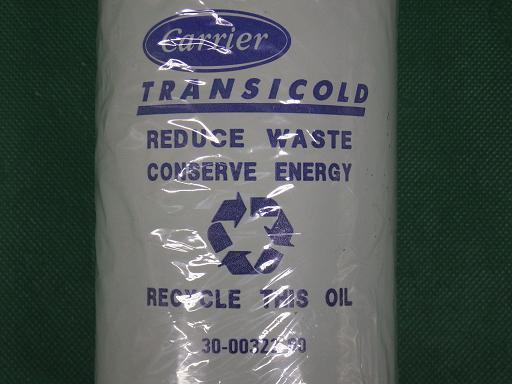 Carrier
TRANSICOLD
REDUCE WASTE
CONSERVE ENERGY
RECYCLE THIS OIL